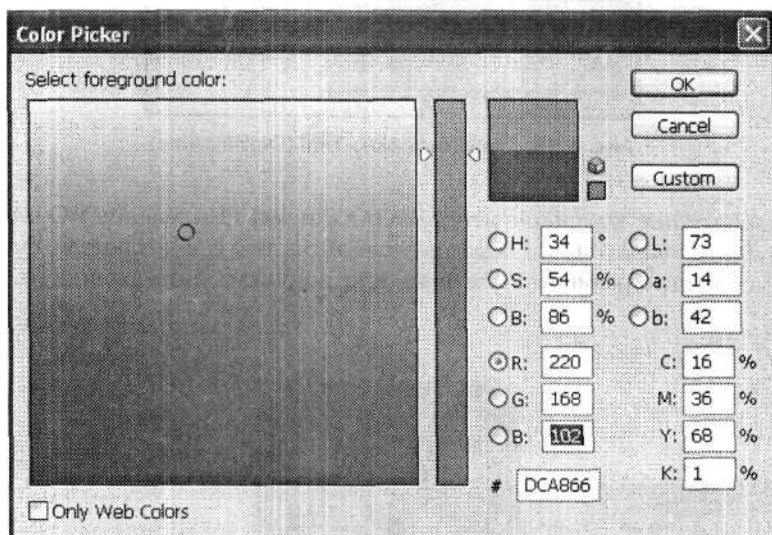 Color Picker
Select foreground color:
OK
Cancel
Custom
H: 34 °
S: 54 %
B: 86 %
R: 220
G: 168
B: 102
# DCA866
L: 73
a: 14
b: 42
C: 16 %
M: 36 %
Y: 68 %
K: 1 %
Only Web Colors